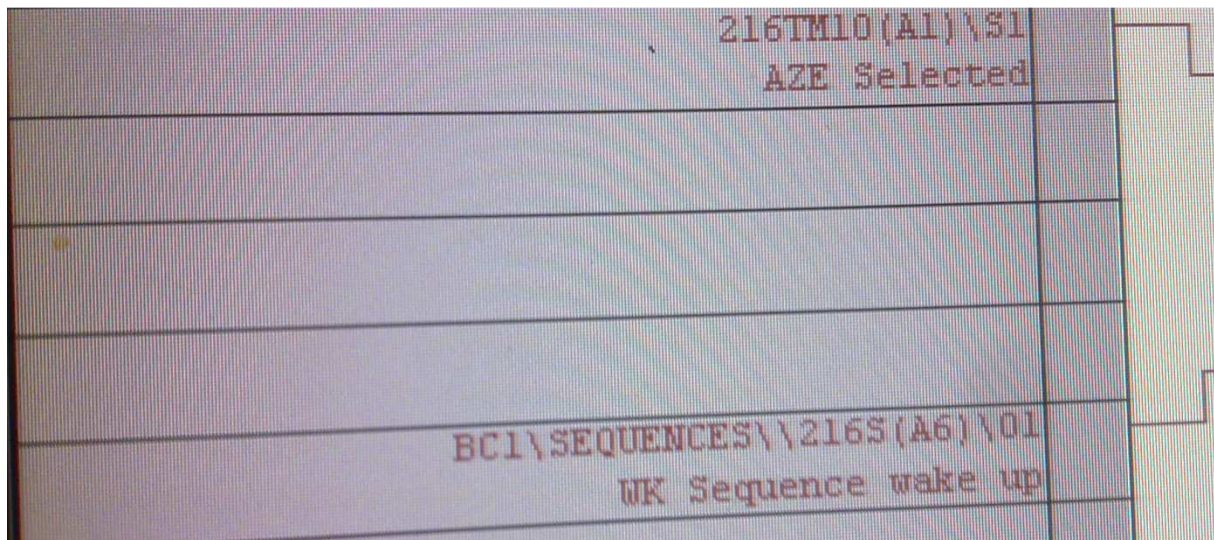 216TM10(A1)\S1
AZE Selected
BC1\SEQUENCES\\216S(A6)\01
WK Sequence wake up